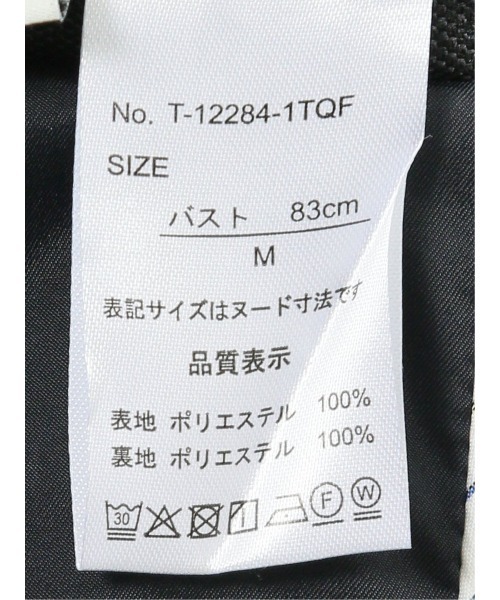 No. T-12284-1TQF
SIZE
バスト 83cm
M
表記サイズはヌード寸法です
品質表示
表地 ポリエステル 100%
裏地 ポリエステル 100%
30 F W